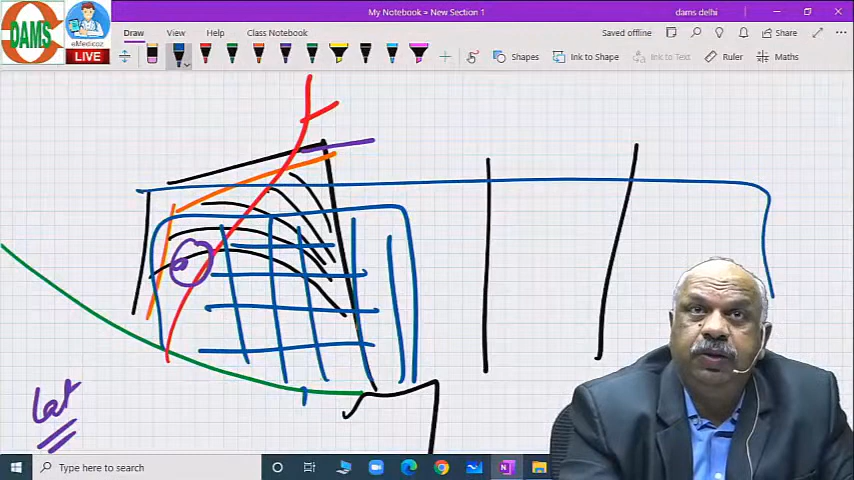 DAMS
eMedicoz
LIVE
My Notebook » New Section 1
dams delhi
Draw View Help Class Notebook
Saved offline
Share
Shapes
Ink to Shape
Ink to Text
Ruler
Maths
Lat
Type here to search